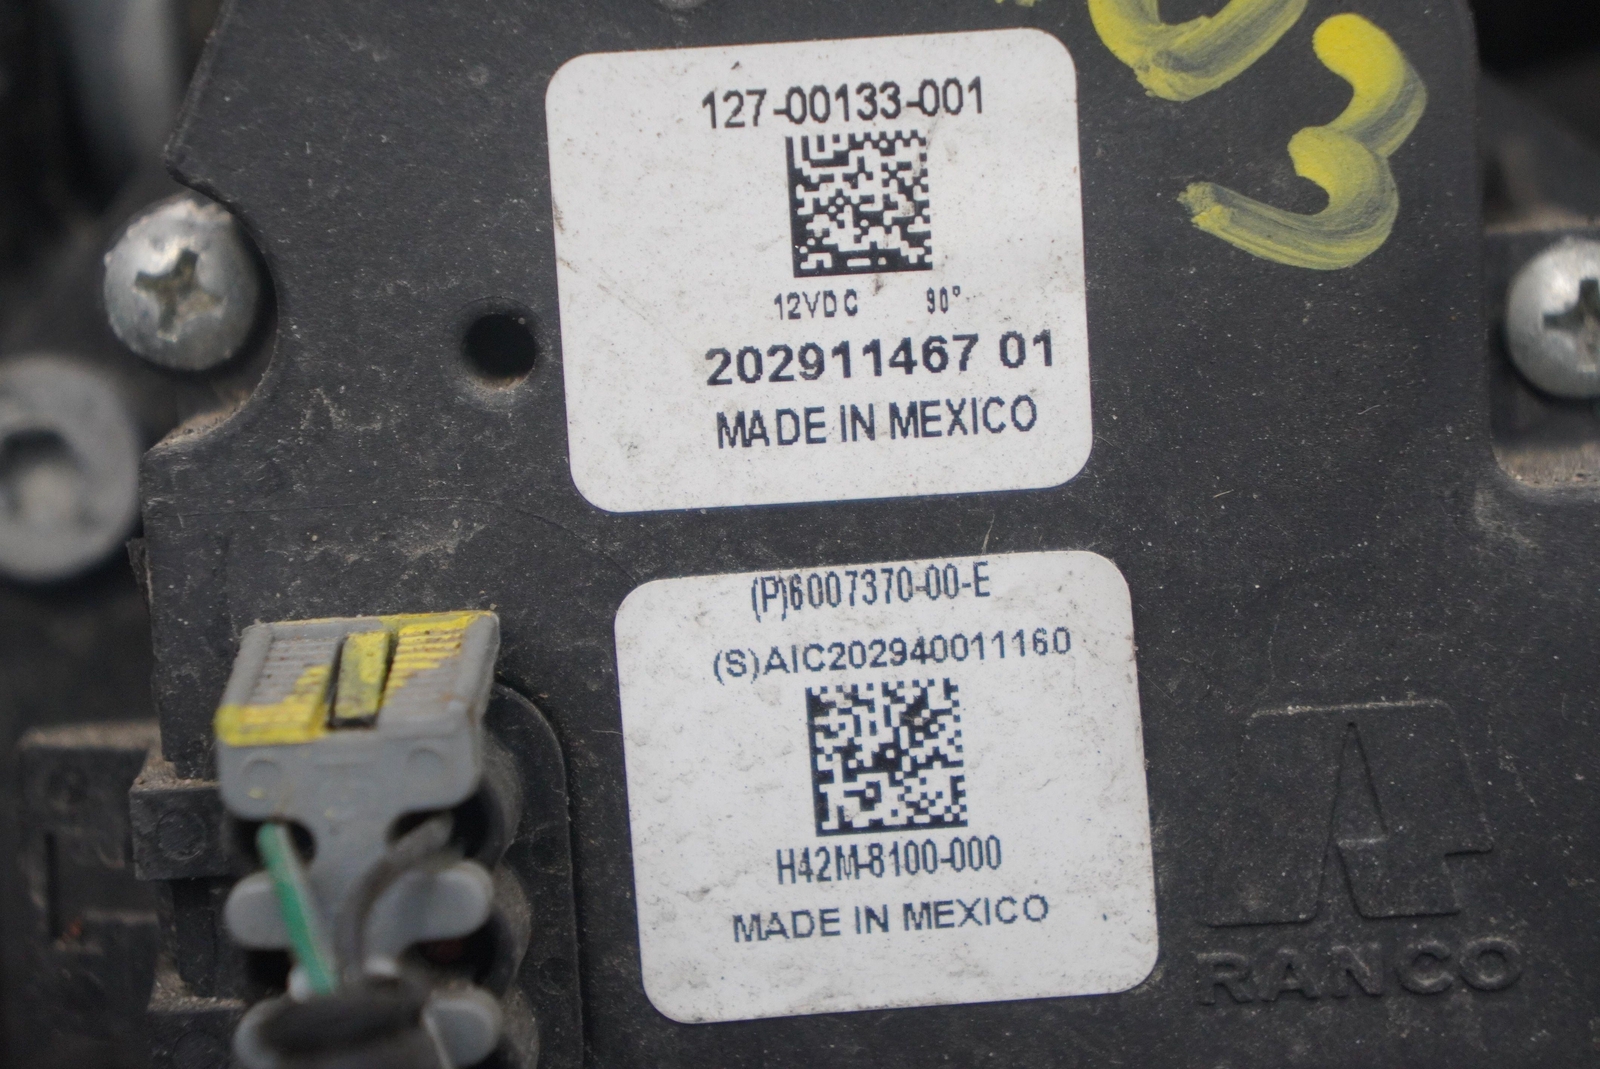 127-00133-001
12VDC 90°
202911467 01
MADE IN MEXICO
(P)6007370-00-E
(S)AIC202940011160
H42M-8100-000
MADE IN MEXICO
RANCO
3